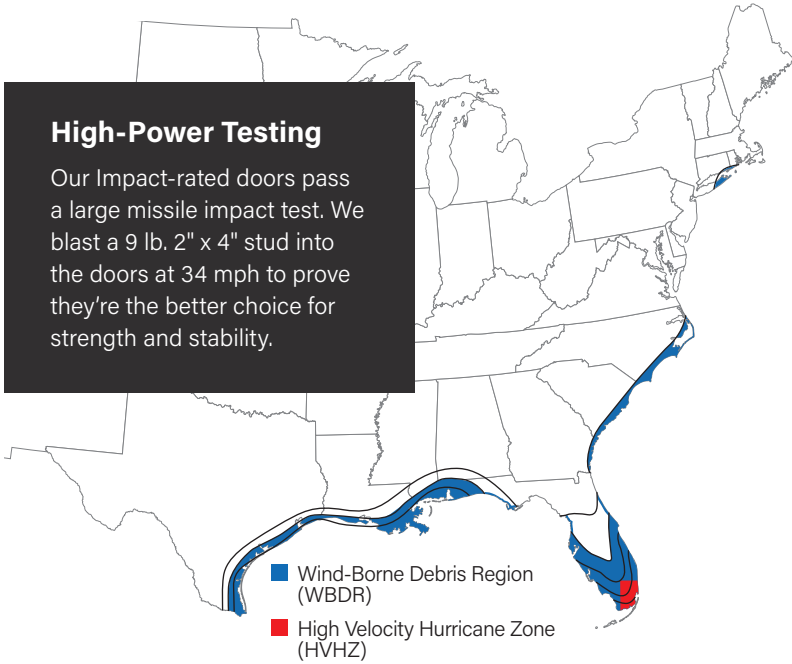 High-Power Testing
Our Impact-rated doors pass
a large missile impact test. We
blast a 9 lb. 2" x 4" stud into
the doors at 34 mph to prove
they're the better choice for
strength and stability.
Wind-Borne Debris Region
(WBDR)
High Velocity Hurricane Zone
(HVHZ)